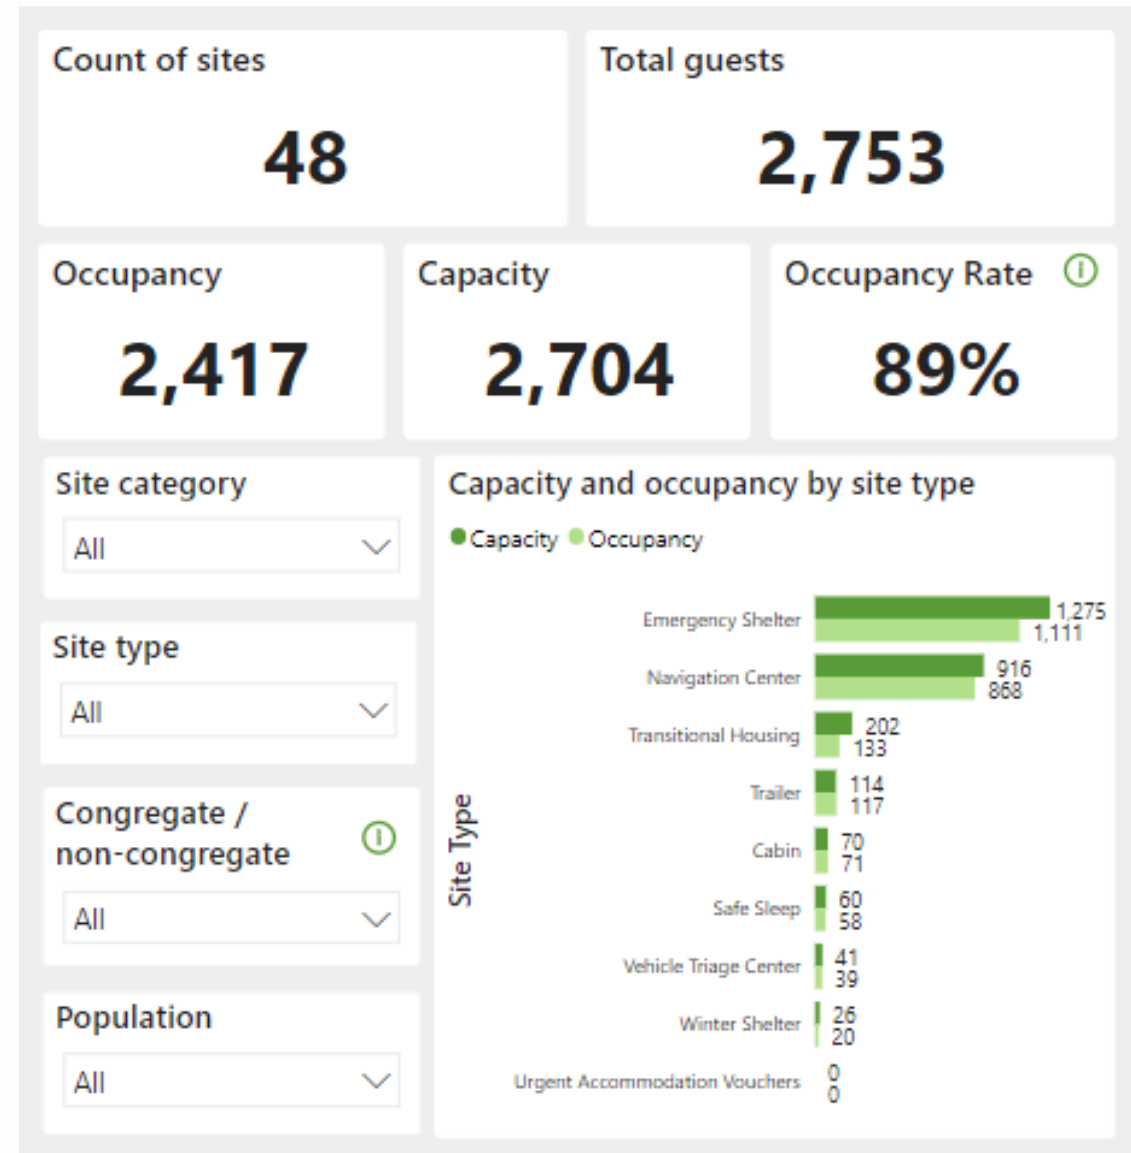 Count of sites
48
Total guests
2,753
Occupancy
2,417
Capacity
2,704
Occupancy Rate
89%
Site category
All
Site type
All
Congregate /
non-congregate
All
Population
All
Capacity and occupancy by site type
Capacity Occupancy
Site Type
Emergency Shelter 1,275
1,111
Navigation Center 916
868
Transitional Housing 202
133
Trailer 114
117
Cabin 70
71
Safe Sleep 60
58
Vehicle Triage Center 41
39
Winter Shelter 26
20
Urgent Accommodation Vouchers 0
0